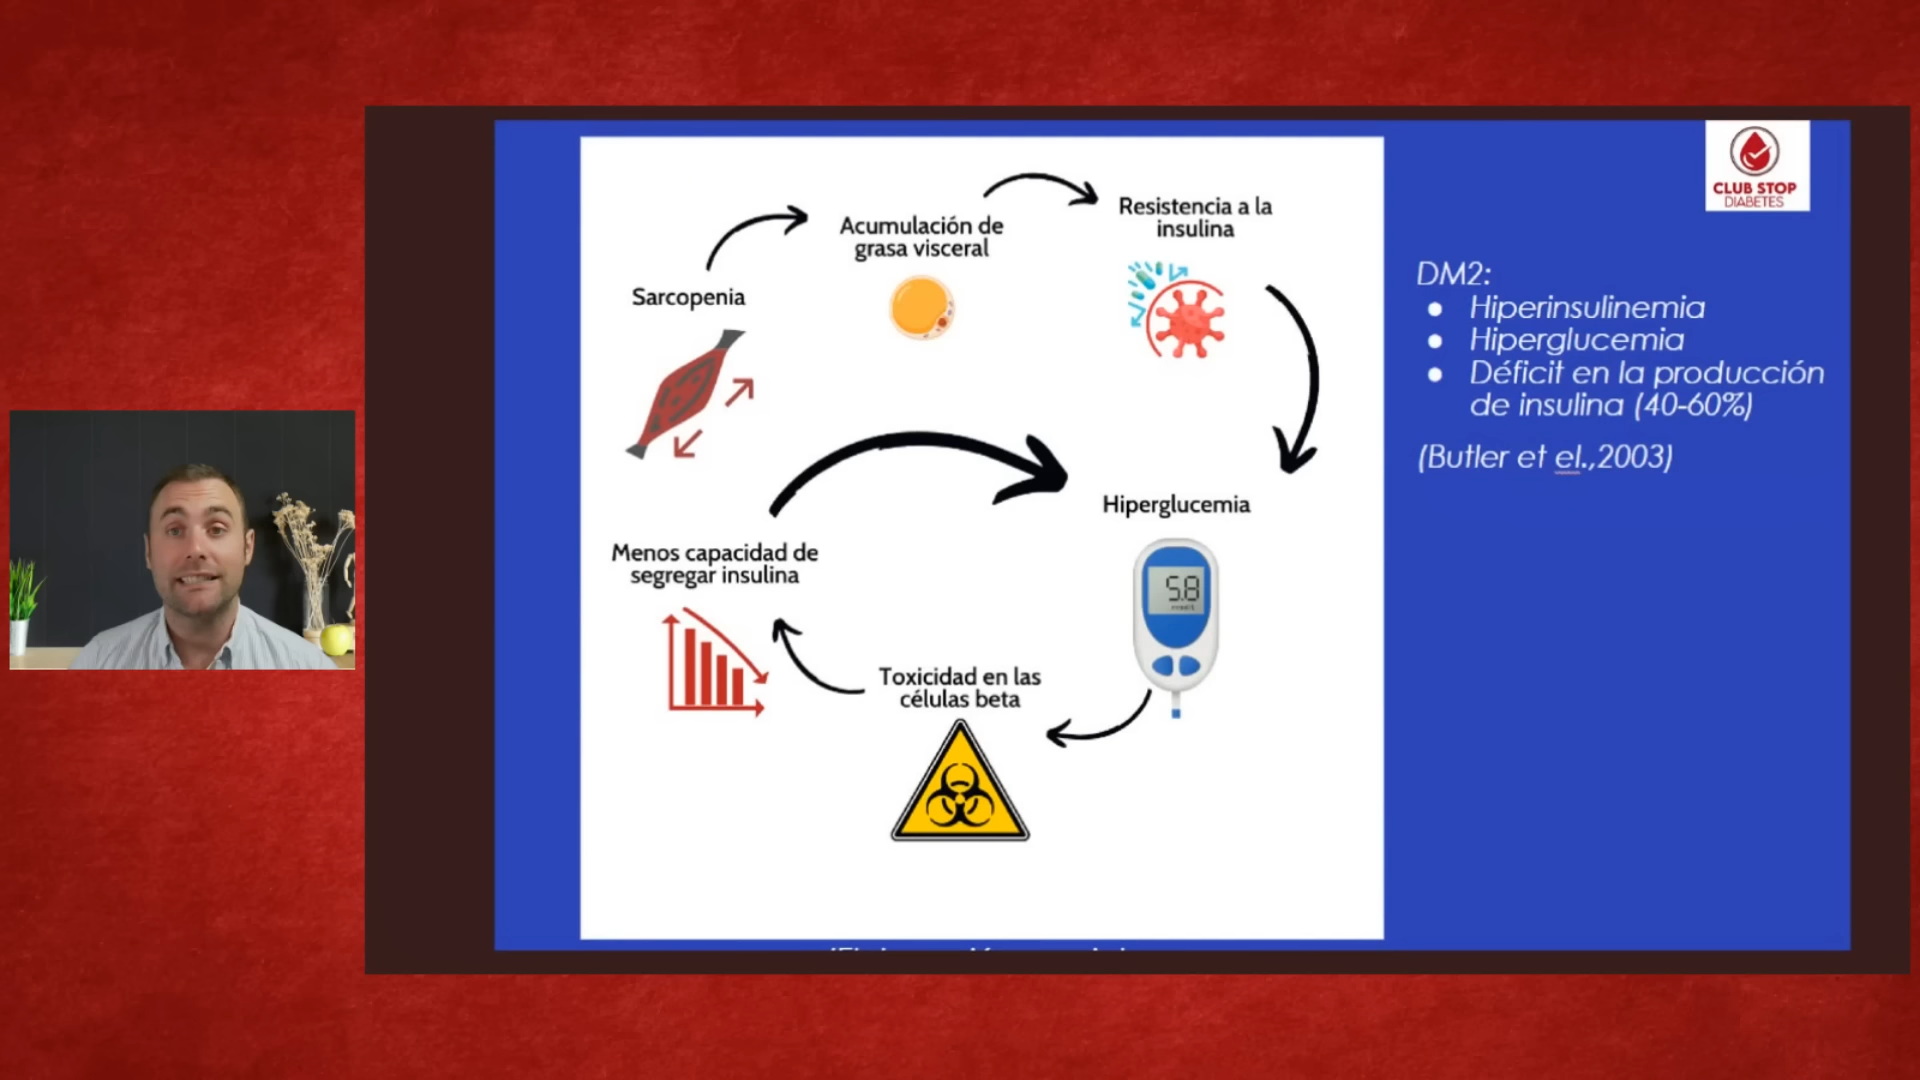 CLUB STOP
DIABETES
Acumulación de
grasa visceral
Resistencia a la
insulina
Sarcopenia
Hiperglucemia
5.8
Menos capacidad de
segregar insulina
Toxicidad en las
células beta
DM2:
● Hiperinsulinemia
● Hiperglucemia
● Déficit en la producción
de insulina (40-60%)
(Butler et el.,2003)